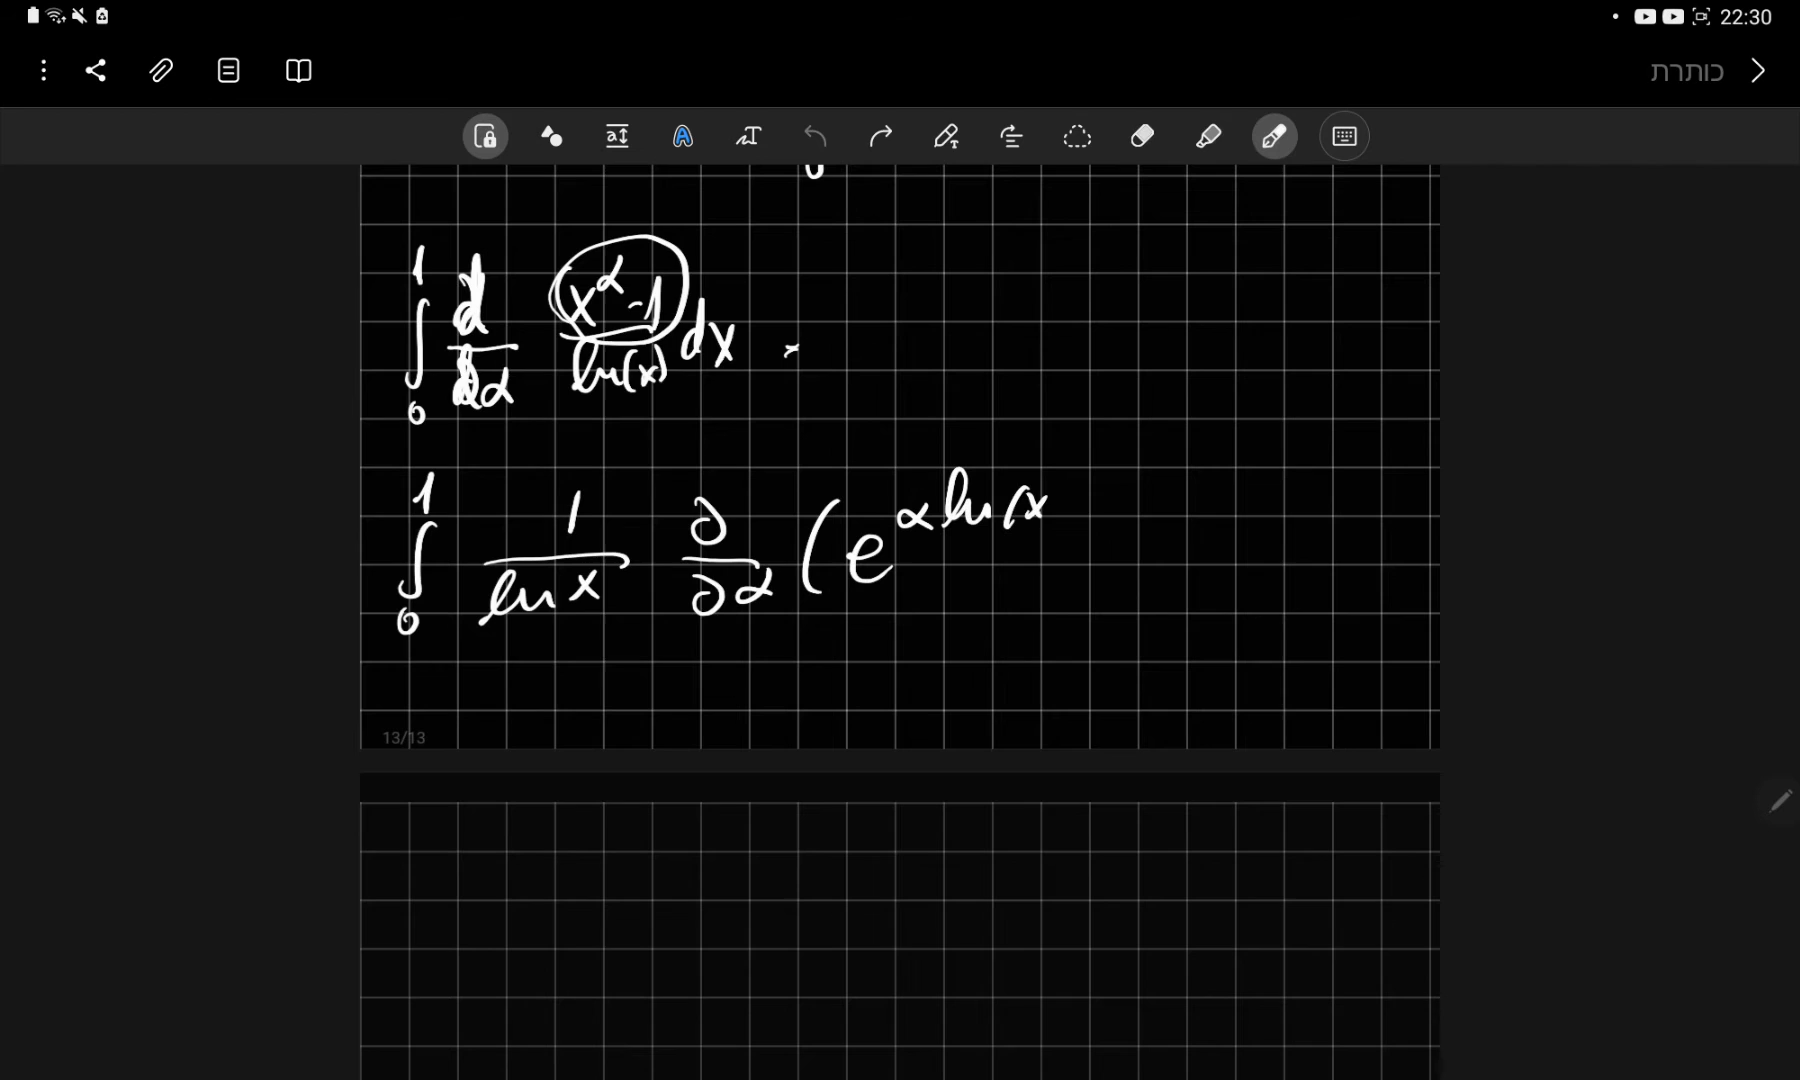 22:30
כותרת
∫₀¹ d/dα (x^α - 1)/ln(x) dx =
∫₀¹ 1/ln x ∂/∂α (e^α ln(x
13/13